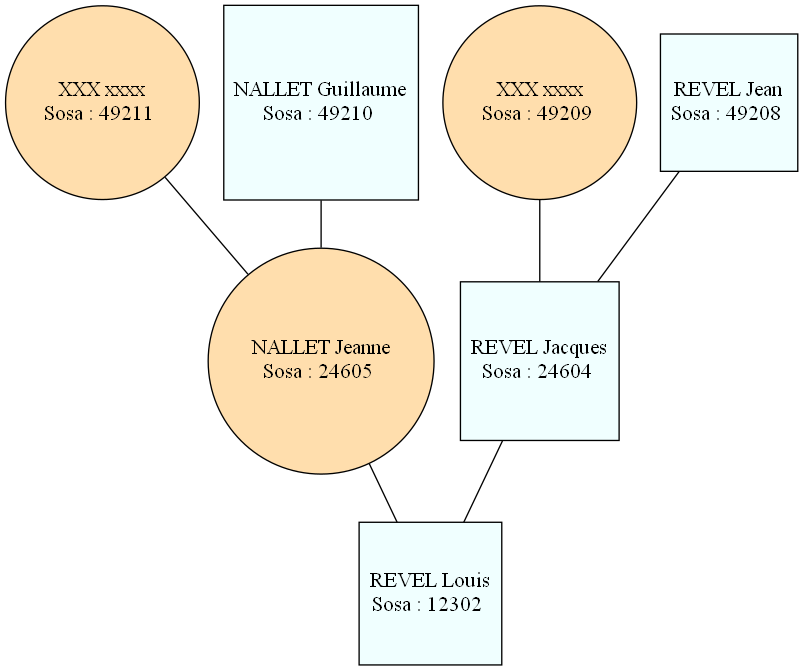 XXX xxxx
Sosa : 49211
NALLET Guillaume
Sosa : 49210
XXX xxxx
Sosa : 49209
REVEL Jean
Sosa : 49208
NALLET Jeanne
Sosa : 24605
REVEL Jacques
Sosa : 24604
REVEL Louis
Sosa : 12302